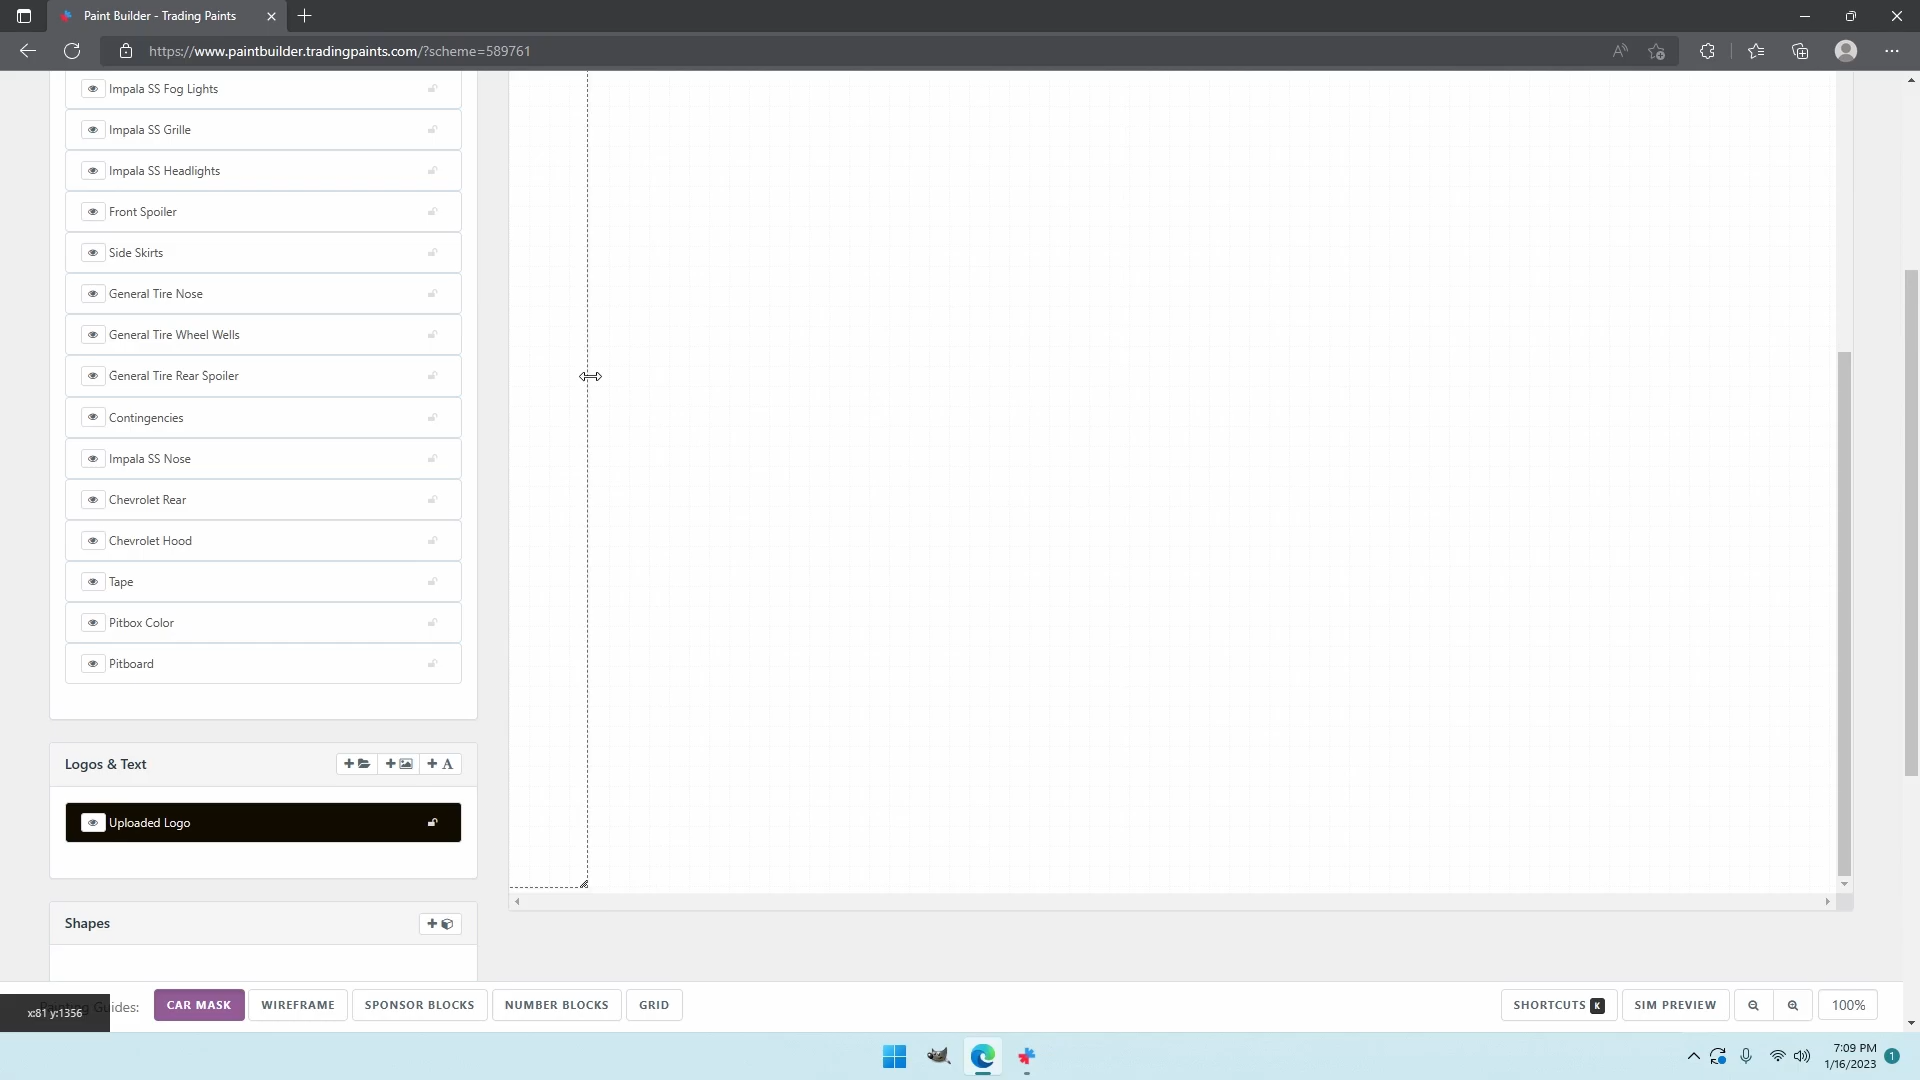 Paint Builder - Trading Paints
https://www.paintbuilder.tradingpaints.com/?scheme=589761
Impala SS Fog Lights
Impala SS Grille
Impala SS Headlights
Front Spoiler
Side Skirts
General Tire Nose
General Tire Wheel Wells
General Tire Rear Spoiler
Contingencies
Impala SS Nose
Chevrolet Rear
Chevrolet Hood
Tape
Pitbox Color
Pitboard
Logos & Text
A
Uploaded Logo
Shapes
x:81 y:1356
Painting Guides:
CAR MASK
WIREFRAME
SPONSOR BLOCKS
NUMBER BLOCKS
GRID
SHORTCUTS K
SIM PREVIEW
100%
7:09 PM
1/16/2023
1